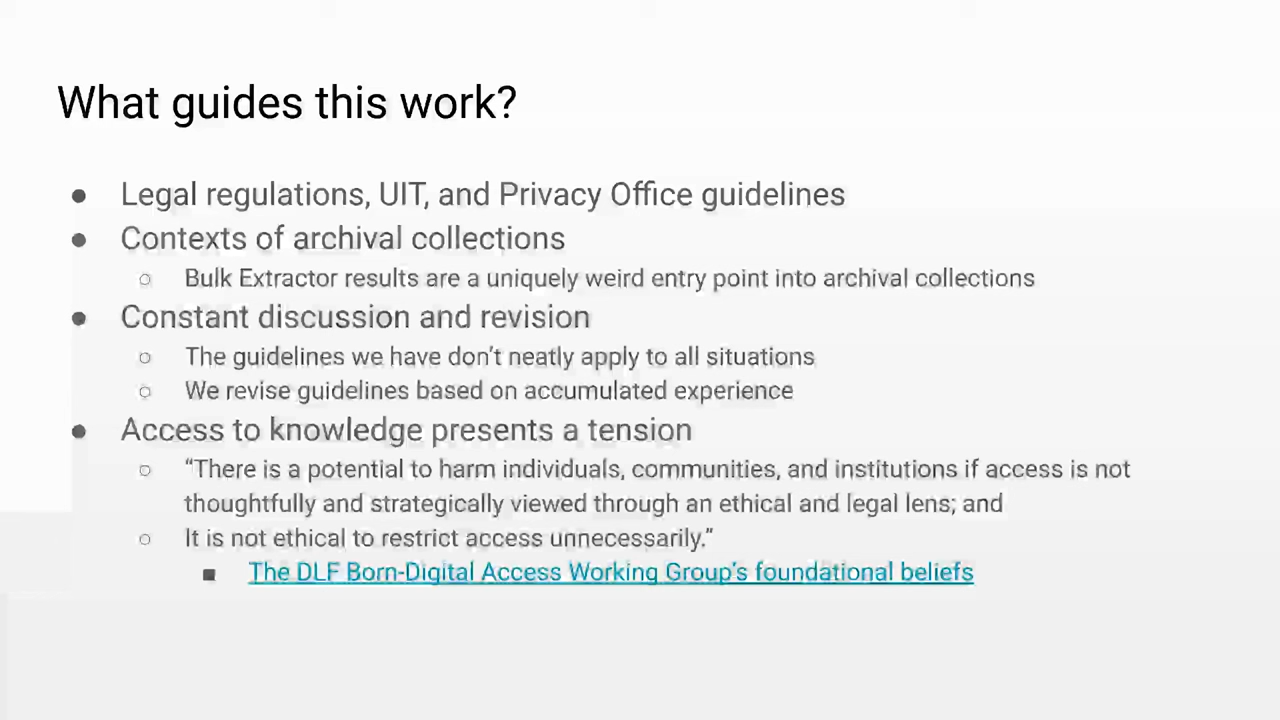 What guides this work?
● Legal regulations, UIT, and Privacy Office guidelines
● Contexts of archival collections
○ Bulk Extractor results are a uniquely weird entry point into archival collections
● Constant discussion and revision
○ The guidelines we have don’t neatly apply to all situations
○ We revise guidelines based on accumulated experience
● Access to knowledge presents a tension
○ “There is a potential to harm individuals, communities, and institutions if access is not
thoughtfully and strategically viewed through an ethical and legal lens; and
○ It is not ethical to restrict access unnecessarily.”
■ The DLF Born-Digital Access Working Group’s foundational beliefs